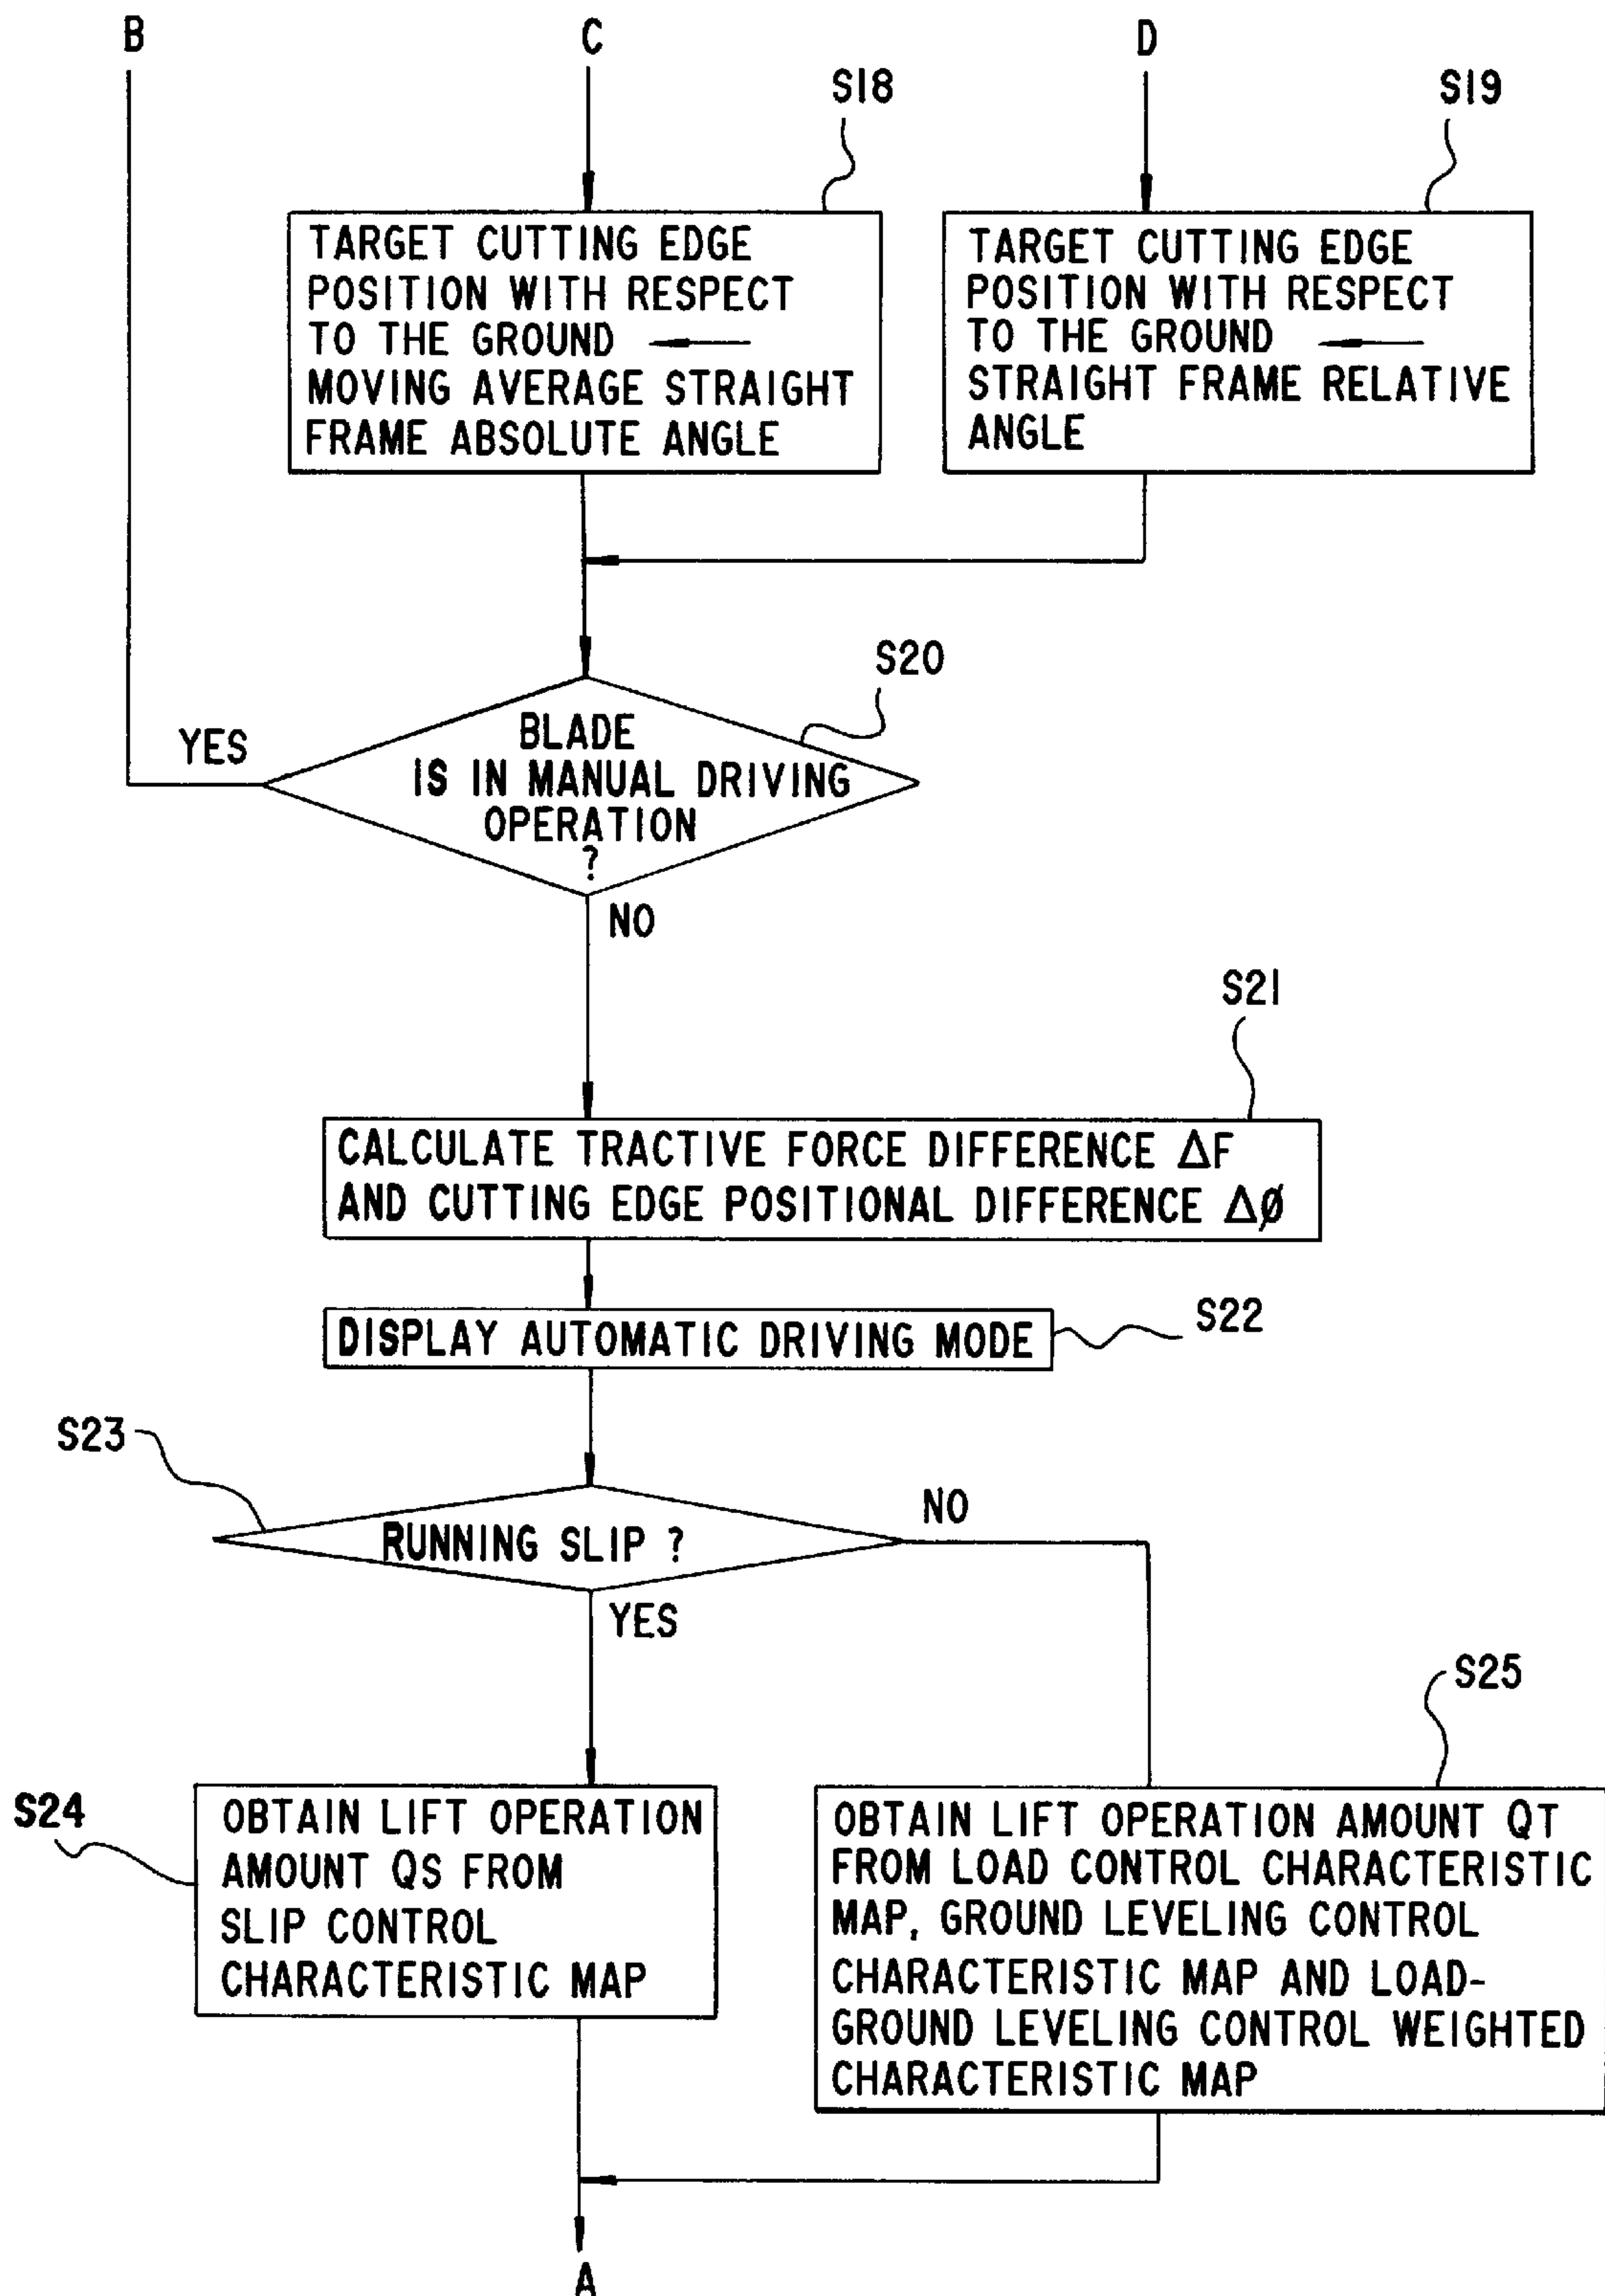 B
C
D
S18
S19
TARGET CUTTING EDGE
POSITION WITH RESPECT
TO THE GROUND ←
MOVING AVERAGE STRAIGHT
FRAME ABSOLUTE ANGLE
TARGET CUTTING EDGE
POSITION WITH RESPECT
TO THE GROUND ←
STRAIGHT FRAME RELATIVE
ANGLE
S20
YES
BLADE
IS IN MANUAL DRIVING
OPERATION
?
NO
S21
CALCULATE TRACTIVE FORCE DIFFERENCE ΔF
AND CUTTING EDGE POSITIONAL DIFFERENCE Δø
DISPLAY AUTOMATIC DRIVING MODE
S22
S23
RUNNING SLIP ?
NO
YES
S24
OBTAIN LIFT OPERATION
AMOUNT QS FROM
SLIP CONTROL
CHARACTERISTIC MAP
S25
OBTAIN LIFT OPERATION AMOUNT QT
FROM LOAD CONTROL CHARACTERISTIC
MAP, GROUND LEVELING CONTROL
CHARACTERISTIC MAP AND LOAD-
GROUND LEVELING CONTROL WEIGHTED
CHARACTERISTIC MAP
A